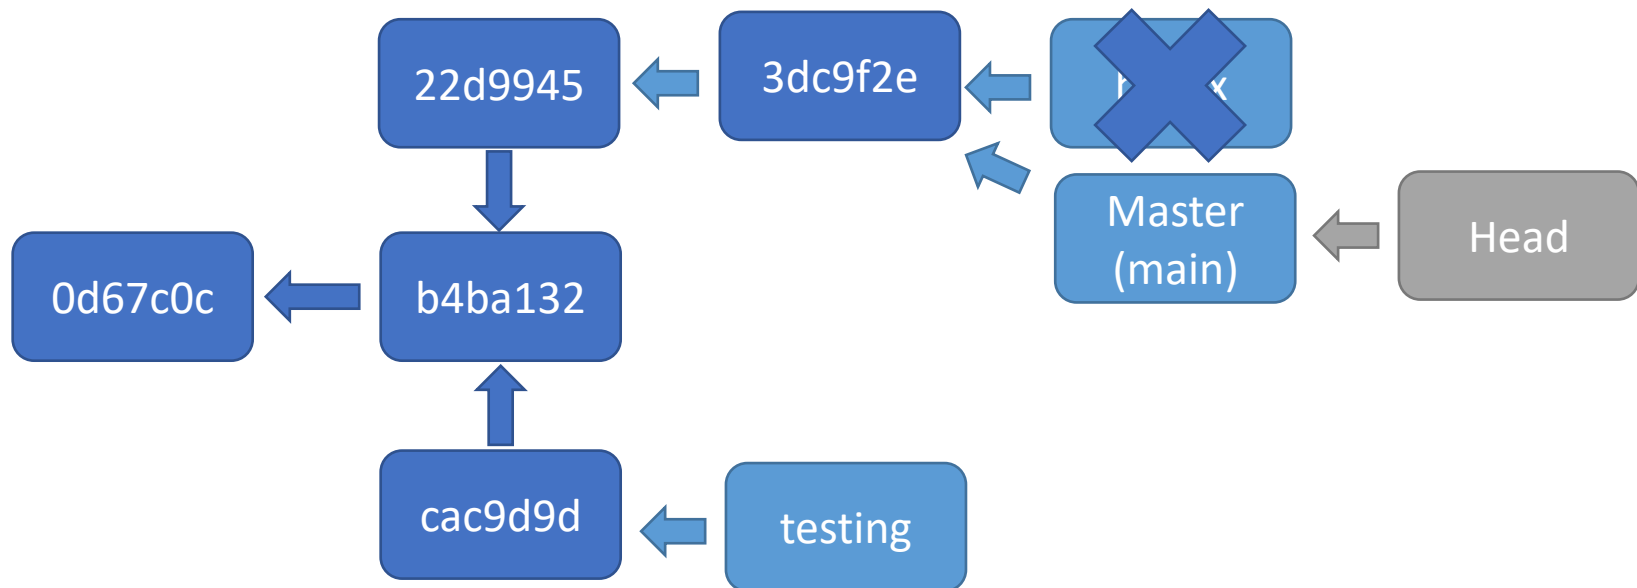 22d9945
3dc9f2e
Master
(main)
Head
0d67c0c
b4ba132
cac9d9d
testing